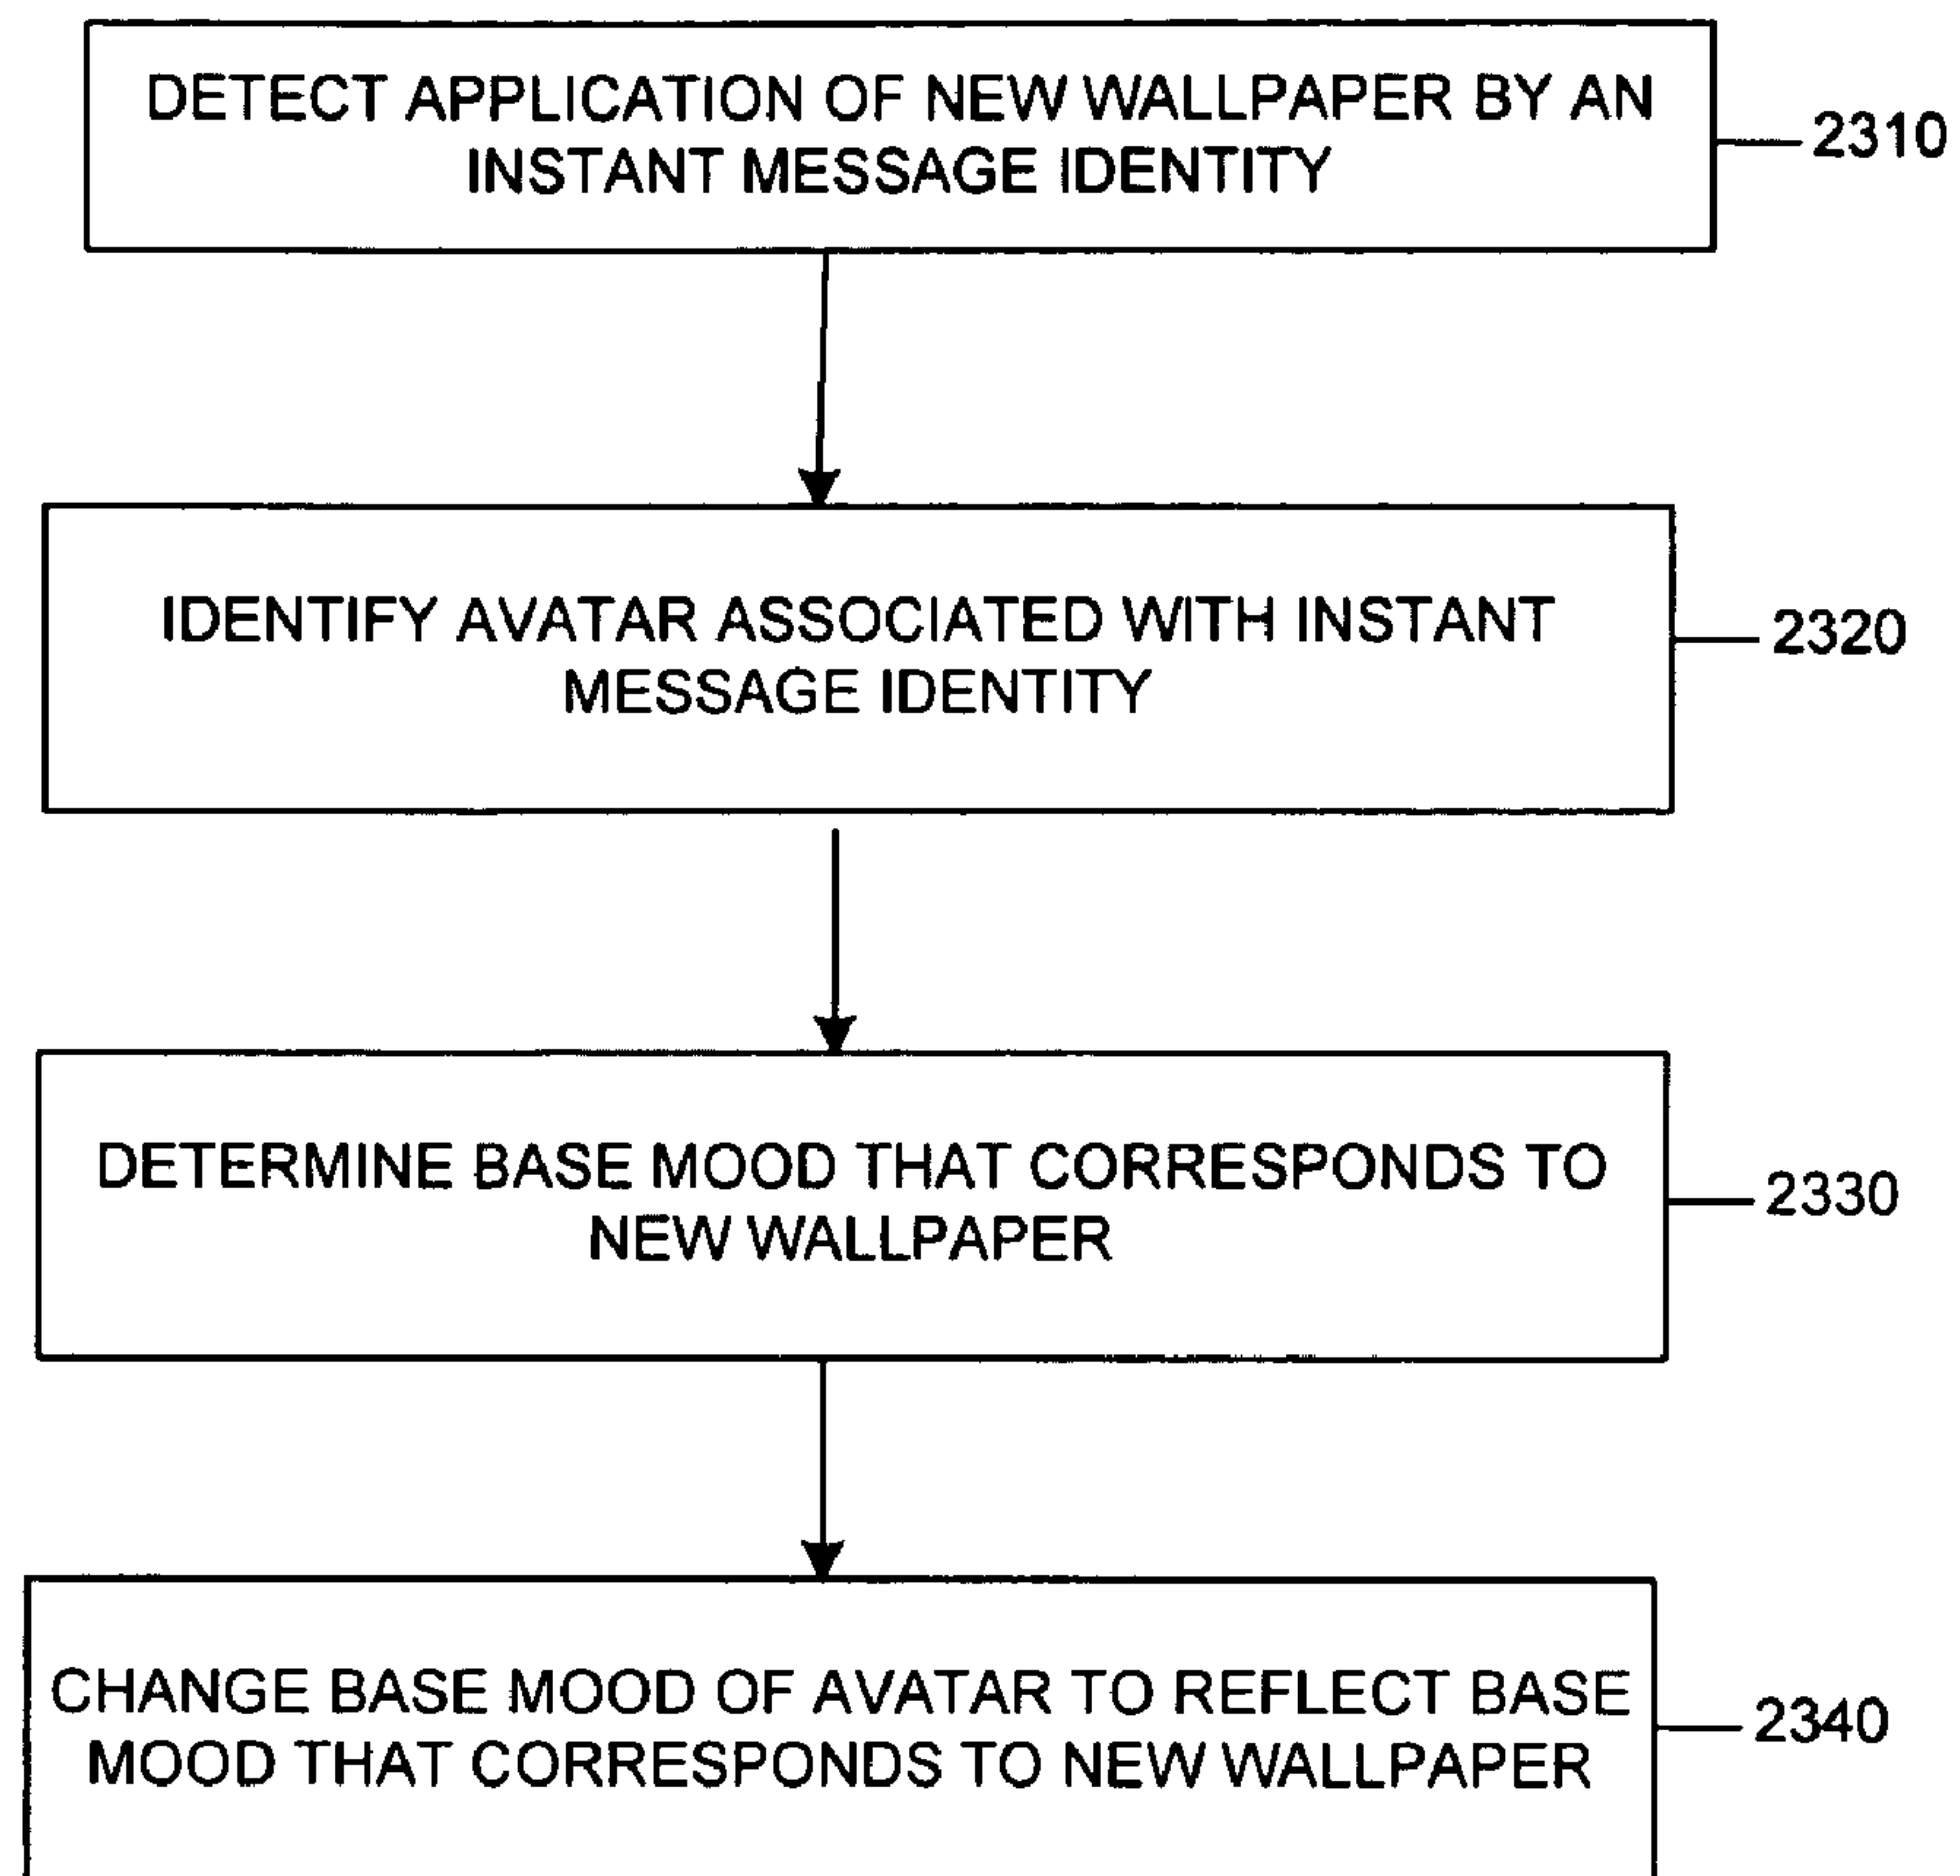 DETECT APPLICATION OF NEW WALLPAPER BY AN
INSTANT MESSAGE IDENTITY
2310
IDENTIFY AVATAR ASSOCIATED WITH INSTANT
MESSAGE IDENTITY
2320
DETERMINE BASE MOOD THAT CORRESPONDS TO
NEW WALLPAPER
2330
CHANGE BASE MOOD OF AVATAR TO REFLECT BASE
MOOD THAT CORRESPONDS TO NEW WALLPAPER
2340